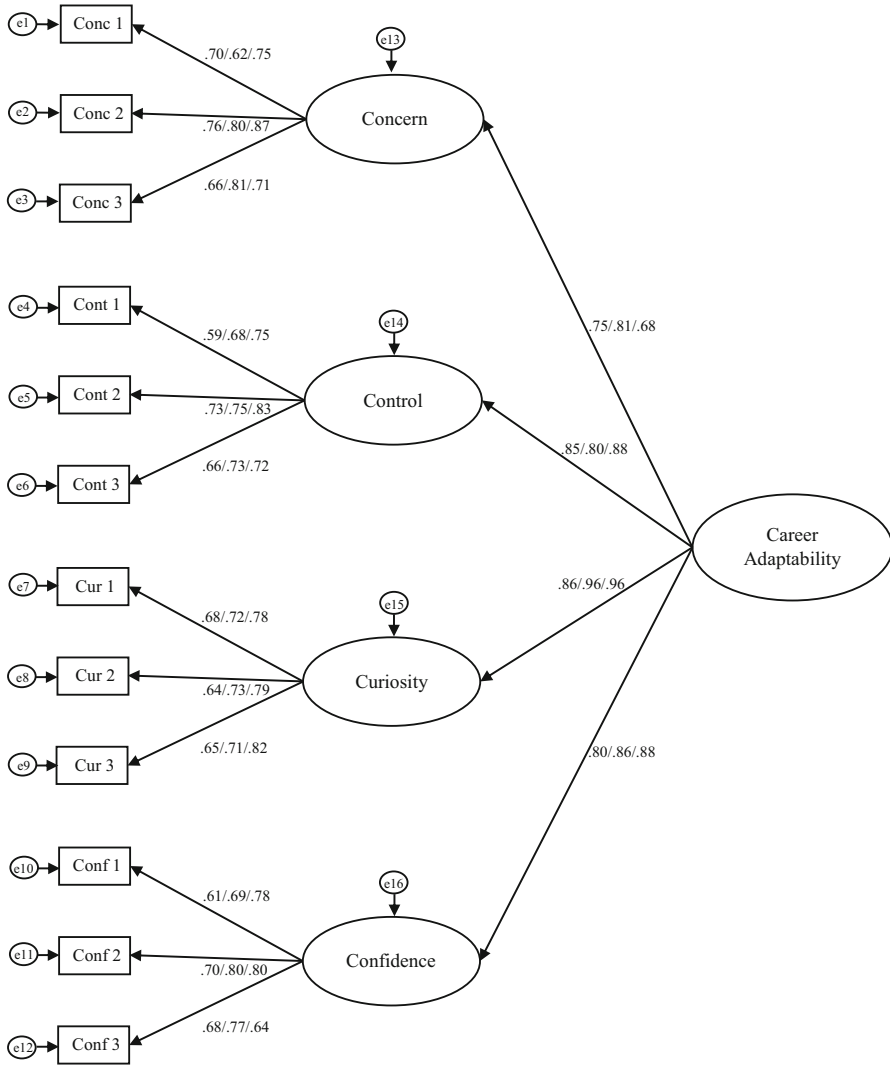 e1
Conc 1
.70/.62/.75
e13
e2
Conc 2
.76/.80/.87
Concern
e3
Conc 3
.66/.81/.71
e4
Cont 1
.59/.68/.75
e14
.75/.81/.68
e5
Cont 2
.73/.75/.83
Control
e6
Cont 3
.66/.73/.72
.85/.80/.88
Career
Adaptability
e7
Cur 1
.68/.72/.78
e15
.86/.96/.96
e8
Cur 2
.64/.73/.79
Curiosity
e9
Cur 3
.65/.71/.82
.80/.86/.88
e10
Conf 1
.61/.69/.78
e16
e11
Conf 2
.70/.80/.80
Confidence
e12
Conf 3
.68/.77/.64